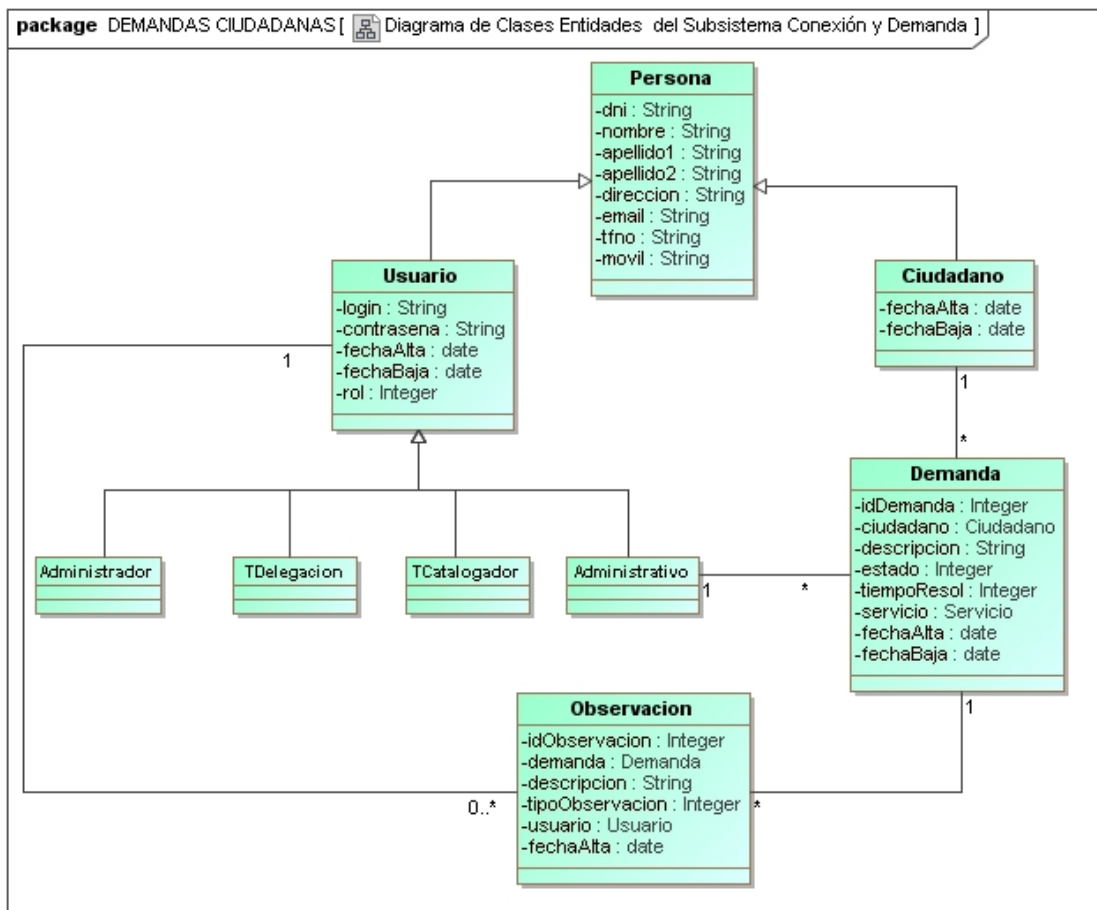 package DEMANDAS CIUDADANAS [ Diagrama de Clases Entidades del Subsistema Conexión y Demanda ]
Persona
-dni : String
-nombre : String
-apellido1 : String
-apellido2 : String
-direccion : String
-email : String
-tfno : String
-movil : String
Usuario
-login : String
-contrasena : String
-fechaAlta : date
-fechaBaja : date
-rol : Integer
1
Ciudadano
-fechaAlta : date
-fechaBaja : date
1
*
Demanda
-idDemanda : Integer
-ciudadano : Ciudadano
-descripcion : String
-estado : Integer
-tiempoResol : Integer
-servicio : Servicio
-fechaAlta : date
-fechaBaja : date
Administrador
TDelegacion
TCatalogador
Administrativo
1
*
1
Observacion
-idObservacion : Integer
-demanda : Demanda
-descripcion : String
-tipoObservacion : Integer
-usuario : Usuario
-fechaAlta : date
0..*
*